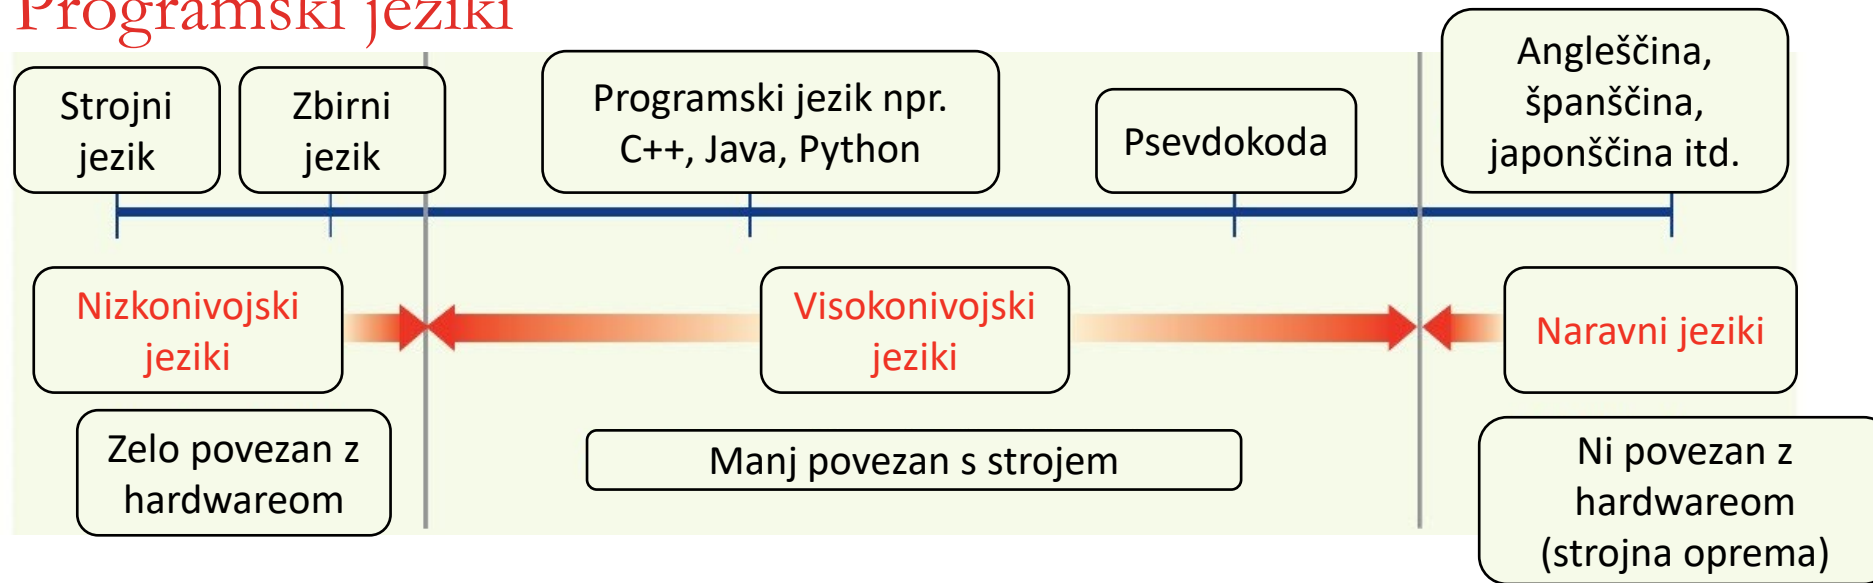 Programski jeziki
Strojni
jezik
Zbirni
jezik
Programski jezik npr.
C++, Java, Python
Psevdokoda
Angleščina,
španščina,
japonščina itd.
Nizkonivojski
jeziki
Visokonivojski
jeziki
Naravni jeziki
Zelo povezan z
hardwareom
Manj povezan s strojem
Ni povezan z
hardwareom
(strojna oprema)